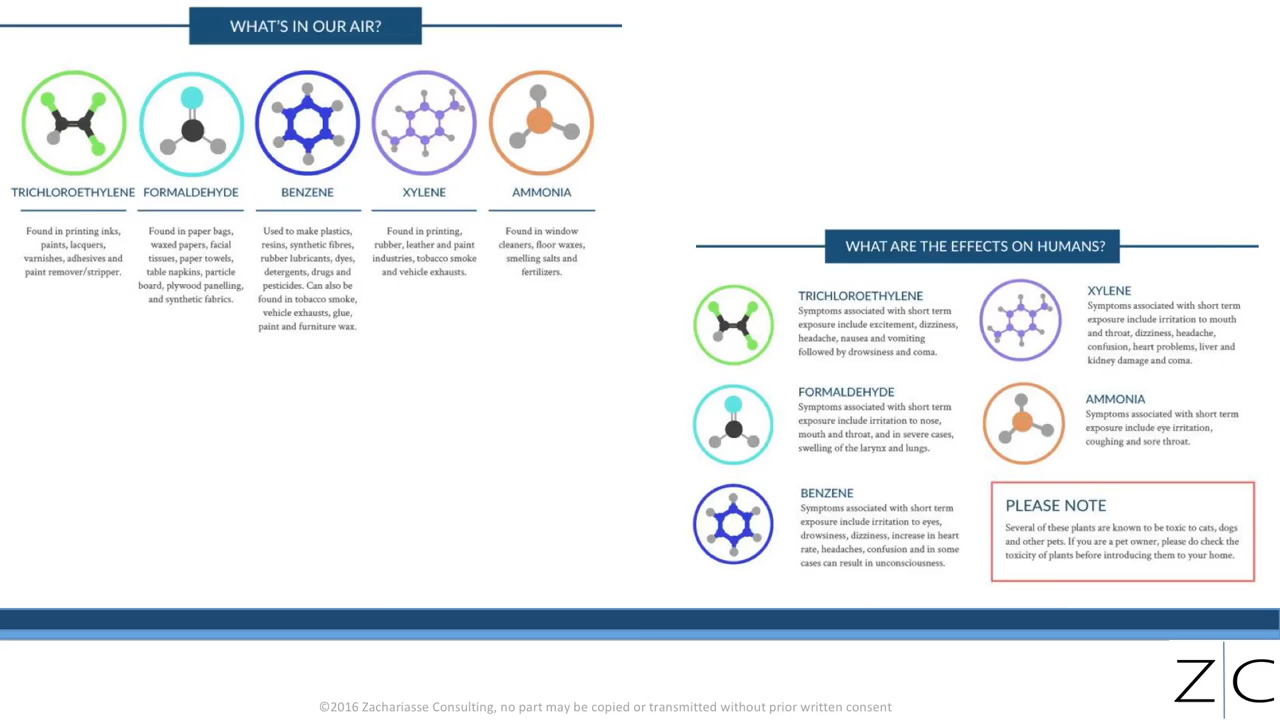 WHAT'S IN OUR AIR?
TRICHLOROETHYLENE
Found in printing inks,
paints, lacquers,
varnishes, adhesives and
paint remover/stripper.
FORMALDEHYDE
Found in paper bags,
waxed papers, facial
tissues, paper towels,
table napkins, particle
board, plywood panelling,
and synthetic fabrics.
BENZENE
Used to make plastics,
resins, synthetic fibres,
rubber lubricants, dyes,
detergents, drugs and
pesticides. Can also be
found in tobacco smoke,
vehicle exhausts, glue,
paint and furniture wax.
XYLENE
Found in printing,
rubber, leather and paint
industries, tobacco smoke
and vehicle exhausts.
AMMONIA
Found in window
cleaners, floor waxes,
smelling salts and
fertilizers.
WHAT ARE THE EFFECTS ON HUMANS?
TRICHLOROETHYLENE
Symptoms associated with short term
exposure include excitement, dizziness,
headache, nausea and vomiting
followed by drowsiness and coma.
FORMALDEHYDE
Symptoms associated with short term
exposure include irritation to nose,
mouth and throat, and in severe cases,
swelling of the larynx and lungs.
BENZENE
Symptoms associated with short term
exposure include irritation to eyes,
drowsiness, dizziness, increase in heart
rate, headaches, confusion and in some
cases can result in unconsciousness.
XYLENE
Symptoms associated with short term
exposure include irritation to mouth
and throat, dizziness, headache,
confusion, heart problems, liver and
kidney damage and coma.
AMMONIA
Symptoms associated with short term
exposure include eye irritation,
coughing and sore throat.
PLEASE NOTE
Several of these plants are known to be toxic to cats, dogs
and other pets. If you are a pet owner, please do check the
toxicity of plants before introducing them to your home.
©2016 Zachariasse Consulting, no part may be copied or transmitted without prior written consent
Z C